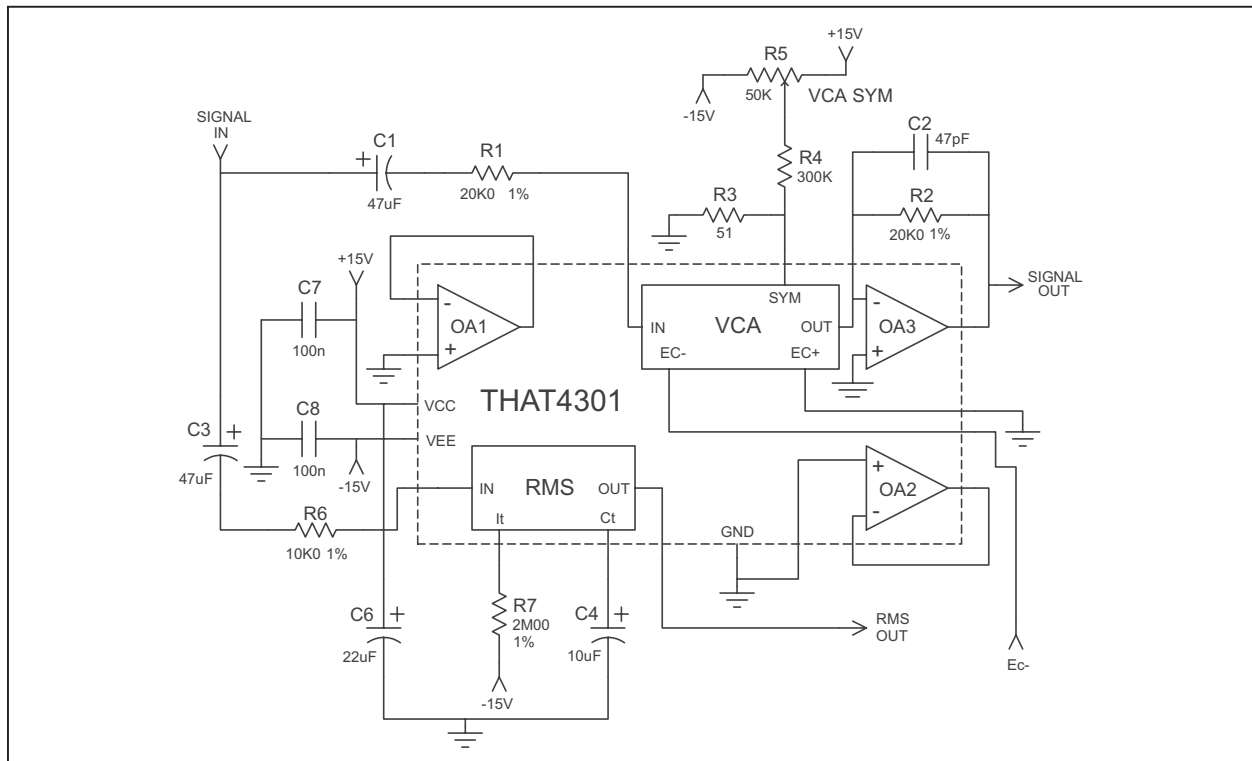 +15V
R5
50K
VCA SYM
-15V
SIGNAL
IN
C1
+
47uF
R1
20K0 1%
R4
300K
R3
51
C2
47pF
R2
20K0 1%
SIGNAL
OUT
+15V
C7
100n
-
OA1
+
SYM
IN
VCA
OUT
EC-
EC+
-
OA3
+
VCC
THAT4301
C8
100n
VEE
-15V
C3
+
47uF
R6
10K0 1%
IN
RMS
OUT
It
Ct
GND
+
OA2
-
C6
+
22uF
R7
2M00
1%
-15V
C4
+
10uF
RMS
OUT
Ec-